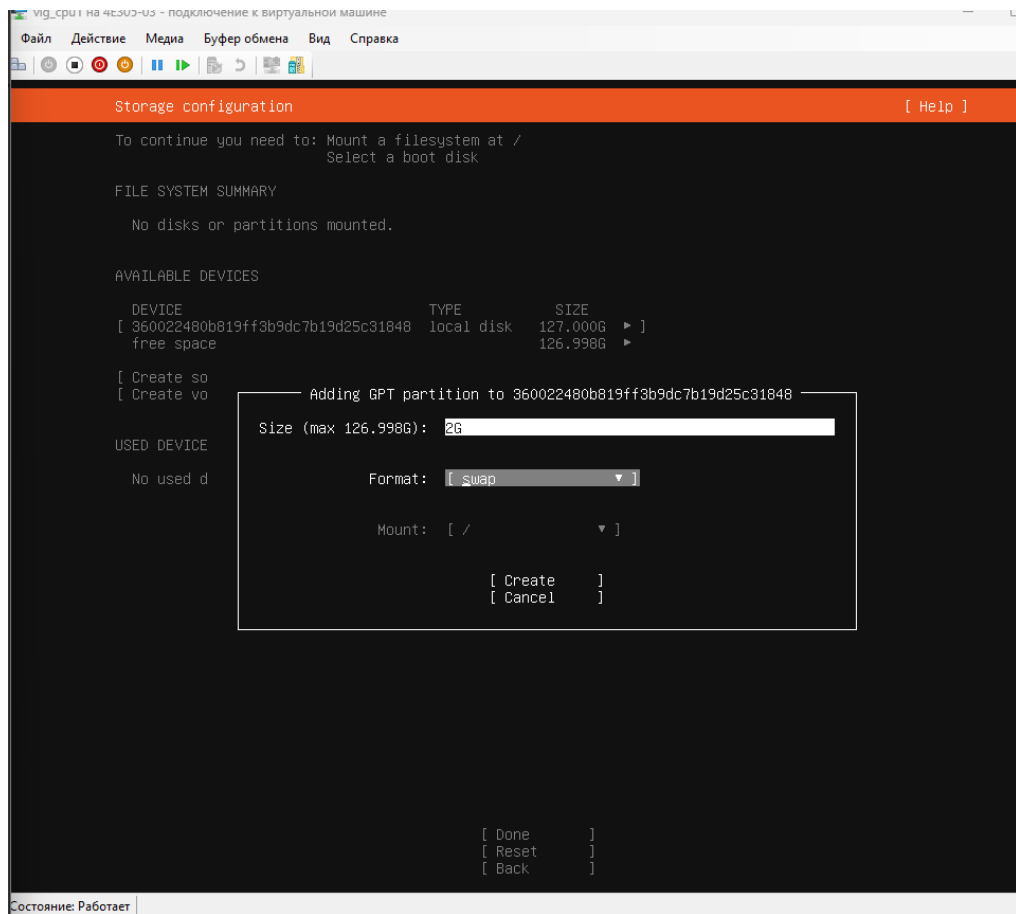 vig_cpu1 на 4E305-03 - подключение к виртуальной машине
Файл Действие Медиа Буфер обмена Вид Справка
Storage configuration [ Help ]
To continue you need to: Mount a filesystem at /
Select a boot disk
FILE SYSTEM SUMMARY
No disks or partitions mounted.
AVAILABLE DEVICES
DEVICE TYPE SIZE
[ 360022480b819ff3b9dc7b19d25c31848 local disk 127.000G ▸ ]
free space 126.998G ▸
[ Create so
[ Create vo
Adding GPT partition to 360022480b819ff3b9dc7b19d25c31848
Size (max 126.998G): 2G
USED DEVICE
No used d
Format: [ swap ▾ ]
Mount: [ / ▾ ]
[ Create ]
[ Cancel ]
[ Done ]
[ Reset ]
[ Back ]
Состояние: Работает